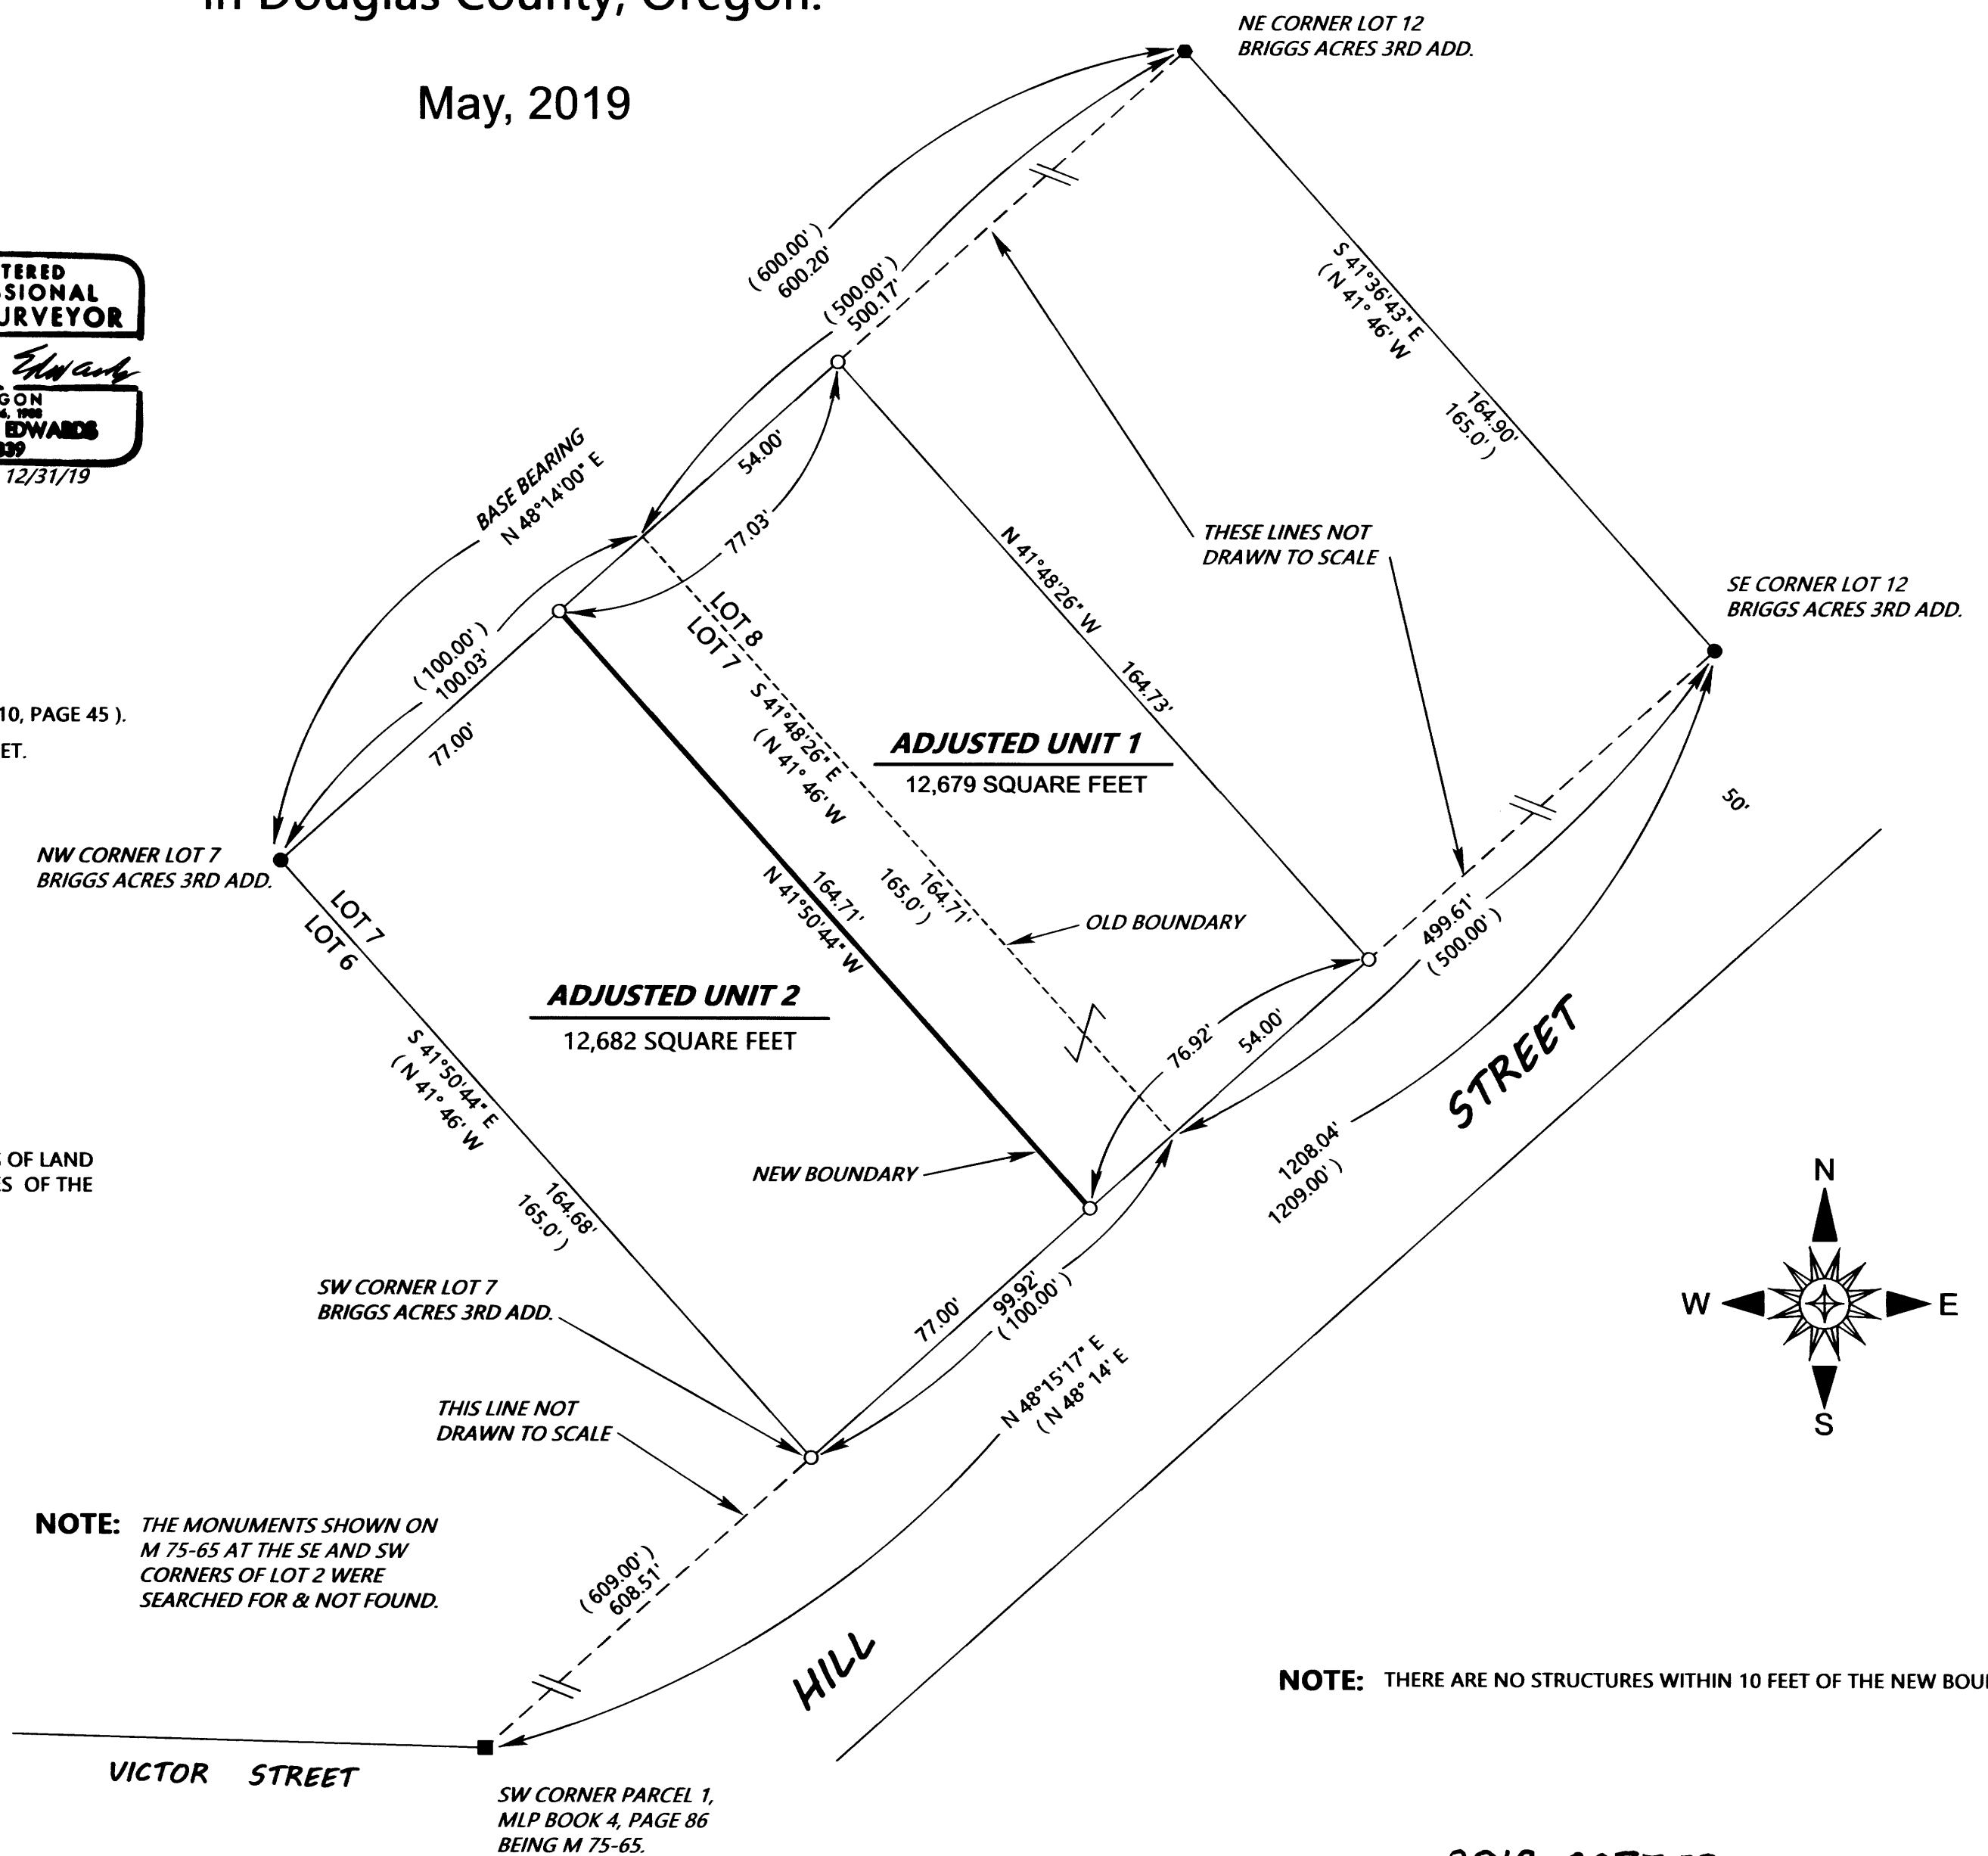 in Douglas County, Oregon.
May, 2019
NE CORNER LOT 12
BRIGGS ACRES 3RD ADD.
12/31/19
( 600.00' )
600.20'
( 500.00' )
500.17'
S 41°36'43" E
( N 41° 46' W
164.90'
165.0' )
54.00'
77.03'
BASE BEARING
N 48°14'00" E
THESE LINES NOT
DRAWN TO SCALE
N 41°48'26" W
164.73'
SE CORNER LOT 12
BRIGGS ACRES 3RD ADD.
( 100.00' )
100.03'
77.00'
LOT 8
LOT 7
S 41°48'26" E
( N 41° 46' W
164.71'
165.0' )
10, PAGE 45 ).
ET.
ADJUSTED UNIT 1
12,679 SQUARE FEET
50'
NW CORNER LOT 7
BRIGGS ACRES 3RD ADD.
LOT 7
LOT 6
164.71'
N 41°50'44" W
OLD BOUNDARY
499.61'
( 500.00' )
ADJUSTED UNIT 2
12,682 SQUARE FEET
S 41°50'44" E
( N 41° 46' W
164.68'
165.0' )
76.92'
54.00'
STREET
1208.04'
1209.00' )
OF LAND
OF THE
NEW BOUNDARY
N
W
E
S
SW CORNER LOT 7
BRIGGS ACRES 3RD ADD.
77.00'
99.92'
( 100.00' )
N 48°15'17" E
( N 48° 14' E
THIS LINE NOT
DRAWN TO SCALE
NOTE: THE MONUMENTS SHOWN ON
M 75-65 AT THE SE AND SW
CORNERS OF LOT 2 WERE
SEARCHED FOR & NOT FOUND.
( 609.00' )
608.51'
HILL
NOTE: THERE ARE NO STRUCTURES WITHIN 10 FEET OF THE NEW BOU
VICTOR STREET
SW CORNER PARCEL 1,
MLP BOOK 4, PAGE 86
BEING M 75-65.